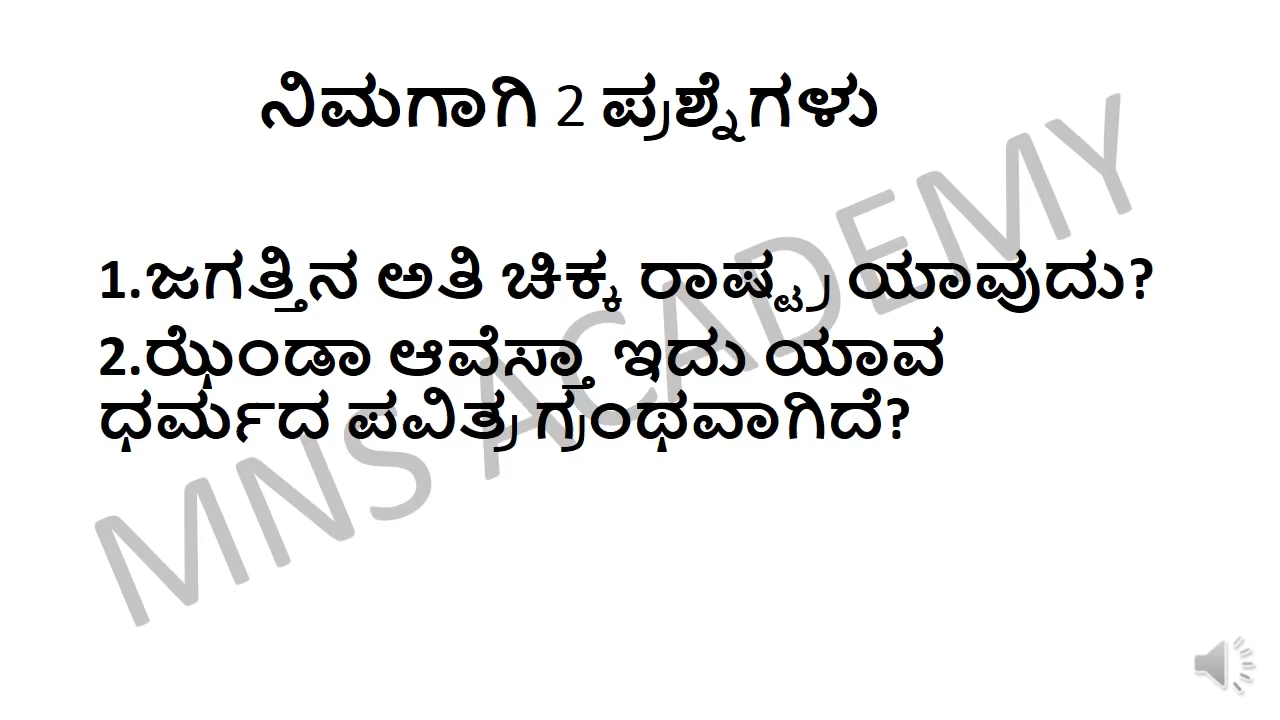 ನಿಮಗಾಗಿ 2 ಪ್ರಶ್ನೆಗಳು
1.ಜಗತ್ತಿನ ಅತಿ ಚಿಕ್ಕ ರಾಷ್ಟ್ರ ಯಾವುದು?
2.ಝೆಂಡಾ ಆವೆಸ್ತಾ ಇದು ಯಾವ
ಧರ್ಮದ ಪವಿತ್ರ ಗ್ರಂಥವಾಗಿದೆ?
MNS ACADEMY